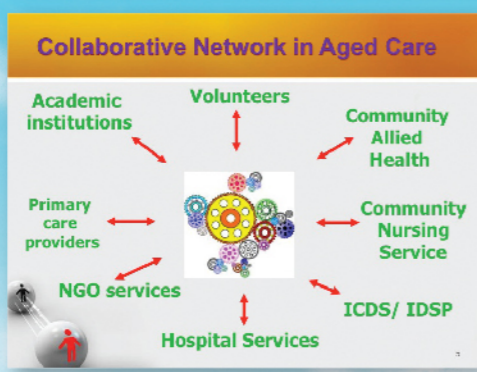 Collaborative Network in Aged Care
Academic
institutions
Volunteers
Community
Allied
Health
Primary
care
providers
Community
Nursing
Service
NGO services
ICDS/ IDSP
Hospital Services